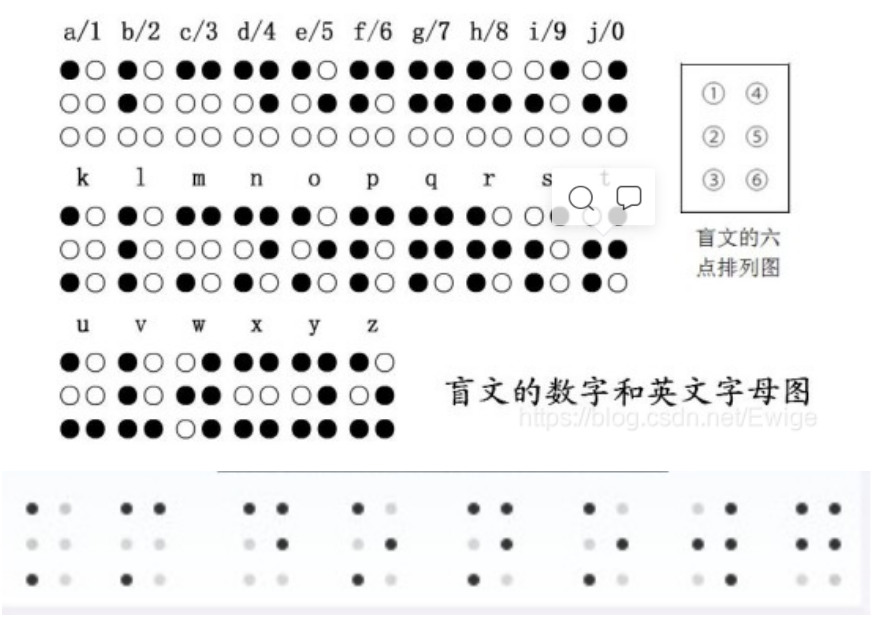 a/1 b/2 c/3 d/4 e/5 f/6 g/7 h/8 i/9 j/0
① ④
② ⑤
③ ⑥
k l m n o p q r s t
盲文的六
点排列图
u v w x y z
盲文的数字和英文字母图
https://blog.csdn.net/Ewige